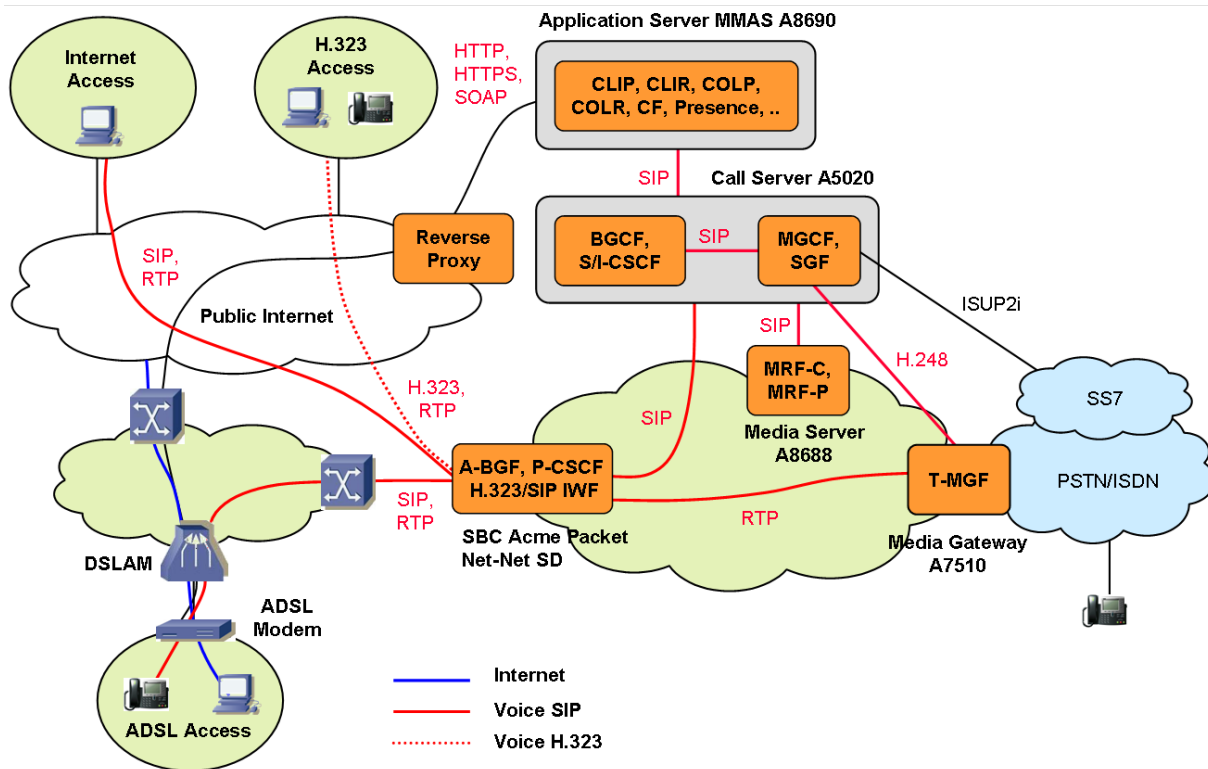 Application Server MMAS A8690
Internet
Access
H.323
Access
HTTP,
HTTPS,
SOAP
CLIP, CLIR, COLP,
COLR, CF, Presence, ..
SIP
Call Server A5020
Reverse
Proxy
BGCF,
S/I-CSCF
SIP
MGCF,
SGF
SIP,
RTP
Public Internet
ISUP2i
SIP
H.248
MRF-C,
MRF-P
H.323,
RTP
SS7
SIP
Media Server
A8688
A-BGF, P-CSCF
H.323/SIP IWF
T-MGF
PSTN/ISDN
SIP,
RTP
RTP
SBC Acme Packet
Net-Net SD
Media Gateway
A7510
DSLAM
ADSL
Modem
ADSL Access
Internet
Voice SIP
Voice H.323